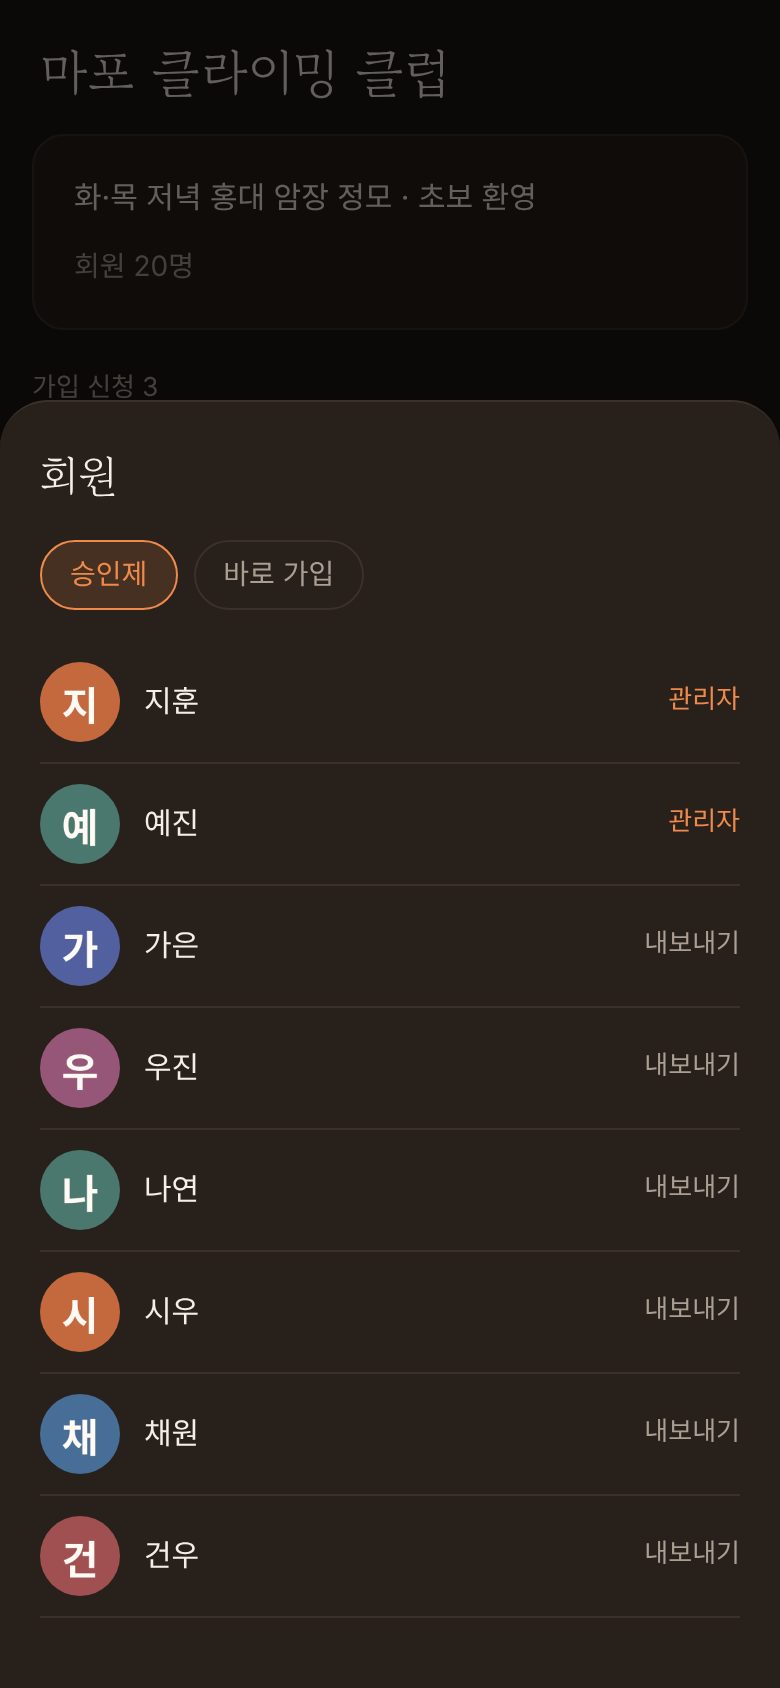 마포 클라이밍 클럽
화·목 저녁 홍대 암장 정모 · 초보 환영
회원 20명
가입 신청 3
회원
승인제 바로 가입
지 지훈 관리자
예 예진 관리자
가 가은 내보내기
우 우진 내보내기
나 나연 내보내기
시 시우 내보내기
채 채원 내보내기
건 건우 내보내기